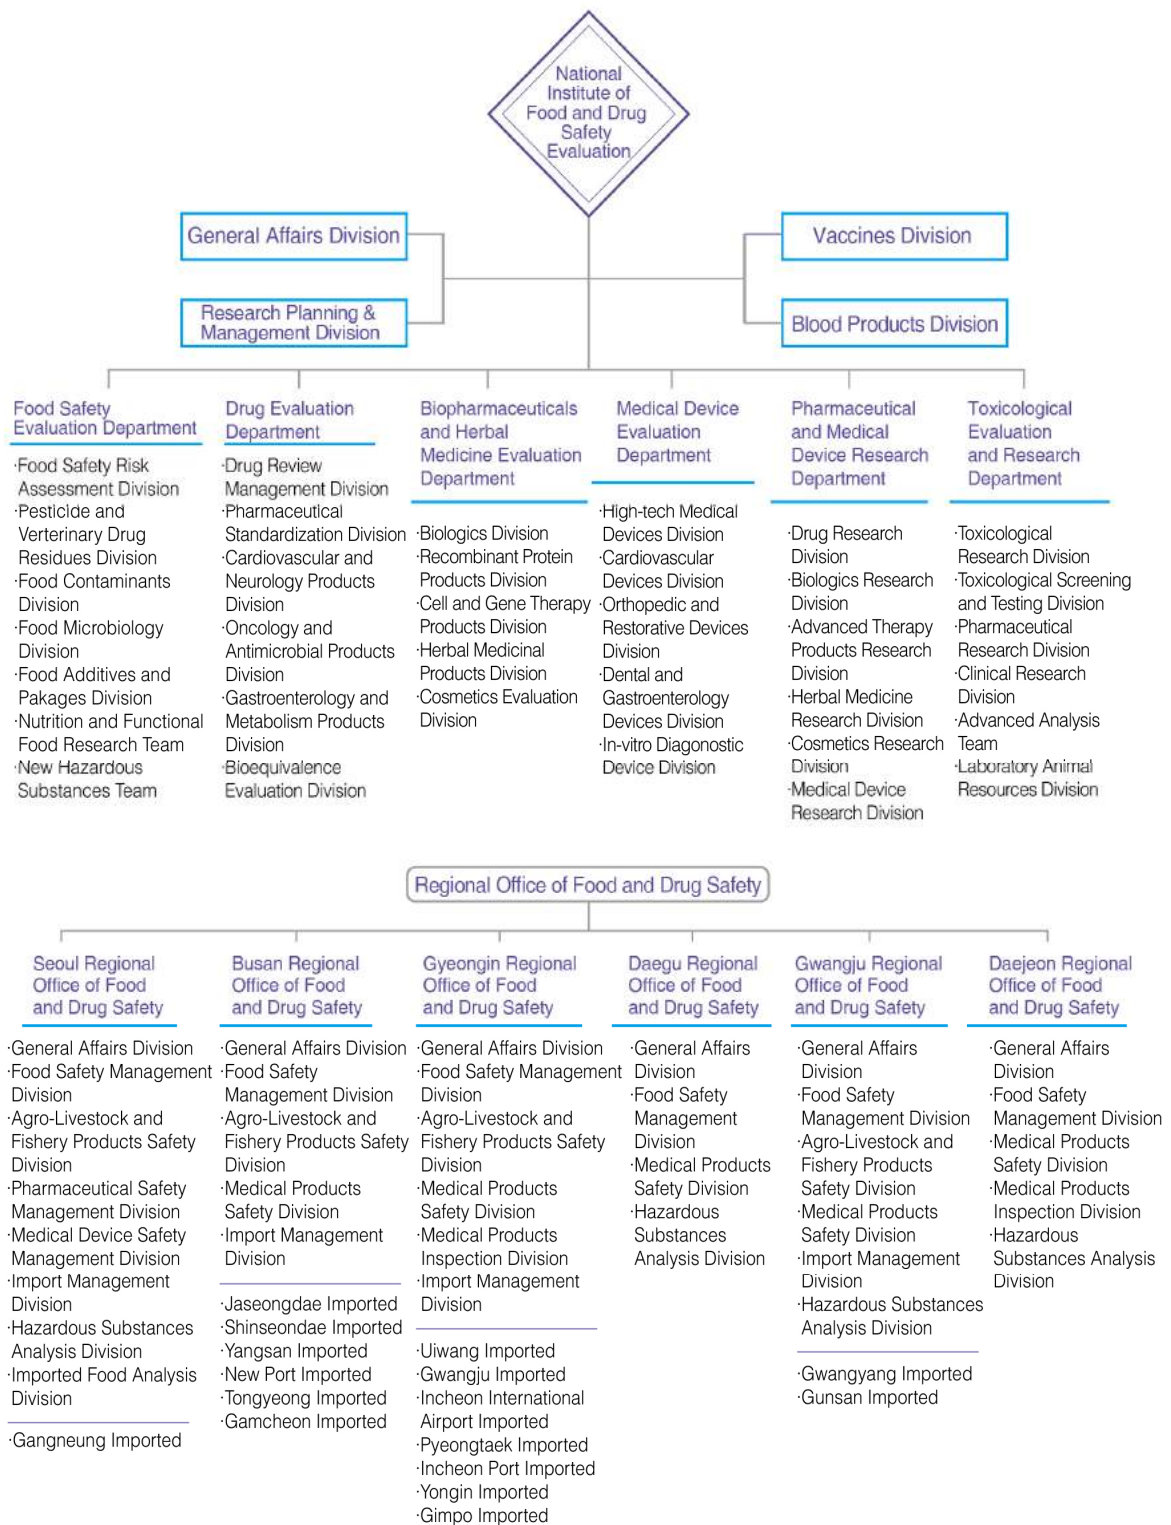 National
Institute of
Food and Drug
Safety
Evaluation
General Affairs Division
Vaccines Division
Research Planning &
Management Division
Blood Products Division
Food Safety
Evaluation Department
·Food Safety Risk
Assessment Division
·Pesticide and
Verterinary Drug
Residues Division
·Food Contaminants
Division
·Food Microbiology
Division
·Food Additives and
Pakages Division
·Nutrition and Functional
Food Research Team
·New Hazardous
Substances Team
Drug Evaluation
Department
·Drug Review
Management Division
·Pharmaceutical
Standardization Division
·Cardiovascular and
Neurology Products
Division
·Oncology and
Antimicrobial Products
Division
·Gastroenterology and
Metabolism Products
Division
·Bioequivalence
Evaluation Division
Biopharmaceuticals
and Herbal
Medicine Evaluation
Department
·Biologics Division
·Recombinant Protein
Products Division
·Cell and Gene Therapy
Products Division
·Herbal Medicinal
Products Division
·Cosmetics Evaluation
Division
Medical Device
Evaluation
Department
·High-tech Medical
Devices Division
·Cardiovascular
Devices Division
·Orthopedic and
Restorative Devices
Division
·Dental and
Gastroenterology
Devices Division
·In-vitro Diagonostic
Device Division
Pharmaceutical
and Medical
Device Research
Department
·Drug Research
Division
·Biologics Research
Division
·Advanced Therapy
Products Research
Division
·Herbal Medicine
Research Division
·Cosmetics Research
Division
·Medical Device
Research Division
Toxicological
Evaluation
and Research
Department
·Toxicological
Research Division
·Toxicological Screening
and Testing Division
·Pharmaceutical
Research Division
·Clinical Research
Division
·Advanced Analysis
Team
·Laboratory Animal
Resources Division
Regional Office of Food and Drug Safety
Seoul Regional
Office of Food
and Drug Safety
·General Affairs Division
·Food Safety Management
Division
·Agro-Livestock and
Fishery Products Safety
Division
·Pharmaceutical Safety
Management Division
·Medical Device Safety
Management Division
·Import Management
Division
·Hazardous Substances
Analysis Division
·Imported Food Analysis
Division
·Gangneung Imported
Busan Regional
Office of Food
and Drug Safety
·General Affairs Division
·Food Safety
Management Division
·Agro-Livestock and
Fishery Products Safety
Division
·Medical Products
Safety Division
·Import Management
Division
·Jaseongdae Imported
·Shinseondae Imported
·Yangsan Imported
·New Port Imported
·Tongyeong Imported
·Gamcheon Imported
Gyeongin Regional
Office of Food
and Drug Safety
·General Affairs Division
·Food Safety Management
Division
·Agro-Livestock and
Fishery Products Safety
Division
·Medical Products
Safety Division
·Medical Products
Inspection Division
·Import Management
Division
·Uiwang Imported
·Gwangju Imported
·Incheon International
Airport Imported
·Pyeongtaek Imported
·Incheon Port Imported
·Yongin Imported
·Gimpo Imported
Daegu Regional
Office of Food
and Drug Safety
·General Affairs
Division
·Food Safety
Management
Division
·Medical Products
Safety Division
·Hazardous
Substances
Analysis Division
Gwangju Regional
Office of Food
and Drug Safety
·General Affairs
Division
·Food Safety
Management Division
·Agro-Livestock and
Fishery Products
Safety Division
·Medical Products
Safety Division
·Import Management
Division
·Hazardous Substances
Analysis Division
·Gwangyang Imported
·Gunsan Imported
Daejeon Regional
Office of Food
and Drug Safety
·General Affairs
Division
·Food Safety
Management Division
·Medical Products
Safety Division
·Medical Products
Inspection Division
·Hazardous
Substances Analysis
Division